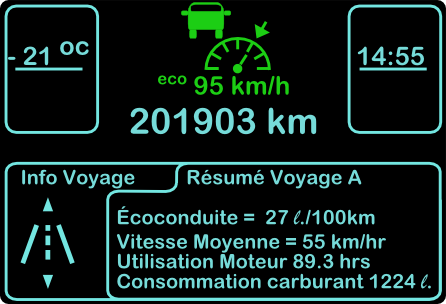 - 21 oc
14:55
eco 95 km/h
201903 km
Info Voyage
Résumé Voyage A
Écoconduite = 27 ℓ./100km
Vitesse Moyenne = 55 km/hr
Utilisation Moteur 89.3 hrs
Consommation carburant 1224 ℓ.